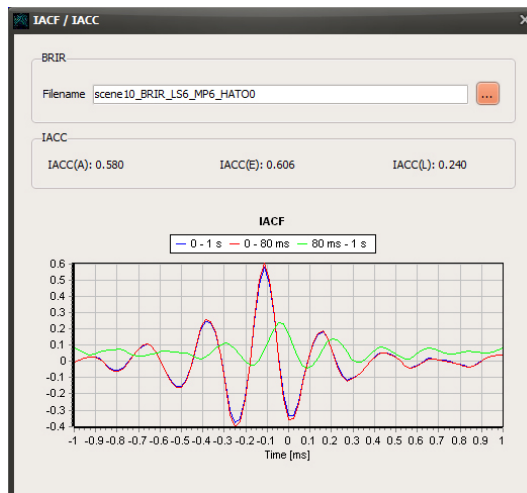 IACF / IACC
BRIR
Filename scene10_BRIR_LS6_MP6_HATO0 ...
IACC
IACC(A): 0.580 IACC(E): 0.606 IACC(L): 0.240
IACF
0 - 1 s 0 - 80 ms 80 ms - 1 s
0.6
0.5
0.4
0.3
0.2
0.1
0
-0.1
-0.2
-0.3
-0.4
-1 -0.9 -0.8 -0.7 -0.6 -0.5 -0.4 -0.3 -0.2 -0.1 0 0.1 0.2 0.3 0.4 0.5 0.6 0.7 0.8 0.9 1
Time [ms]